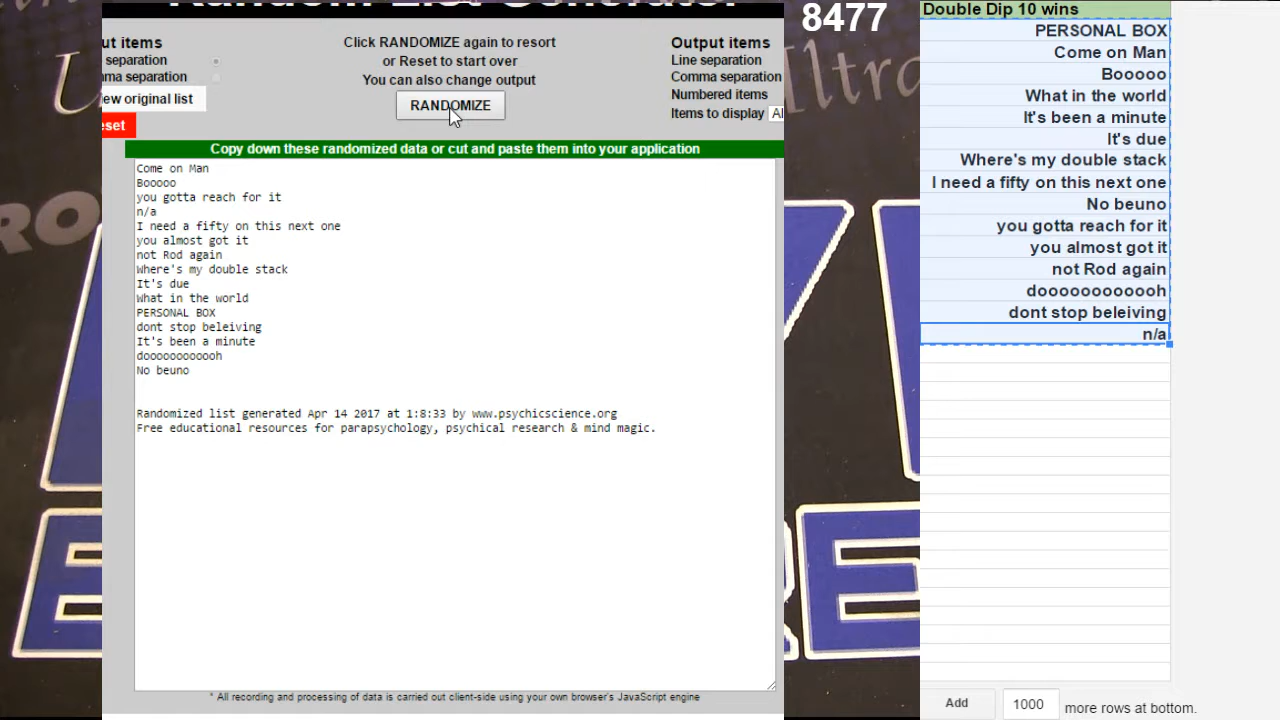 Random List Generator
8477
ut items
separation
ma separation
ew original list
set
Click RANDOMIZE again to resort
or Reset to start over
You can also change output
RANDOMIZE
Output items
Line separation
Comma separation
Numbered items
Items to display Al
Copy down these randomized data or cut and paste them into your application
Come on Man
Booooo
you gotta reach for it
n/a
I need a fifty on this next one
you almost got it
not Rod again
Where's my double stack
It's due
What in the world
PERSONAL BOX
dont stop beleiving
It's been a minute
doooooooooooh
No beuno
Randomized list generated Apr 14 2017 at 1:8:33 by www.psychicscience.org
Free educational resources for parapsychology, psychical research & mind magic.
* All recording and processing of data is carried out client-side using your own browser's JavaScript engine
Double Dip 10 wins
PERSONAL BOX
Come on Man
Booooo
What in the world
It's been a minute
It's due
Where's my double stack
I need a fifty on this next one
No beuno
you gotta reach for it
you almost got it
not Rod again
doooooooooooh
dont stop beleiving
n/a
Add 1000 more rows at bottom.